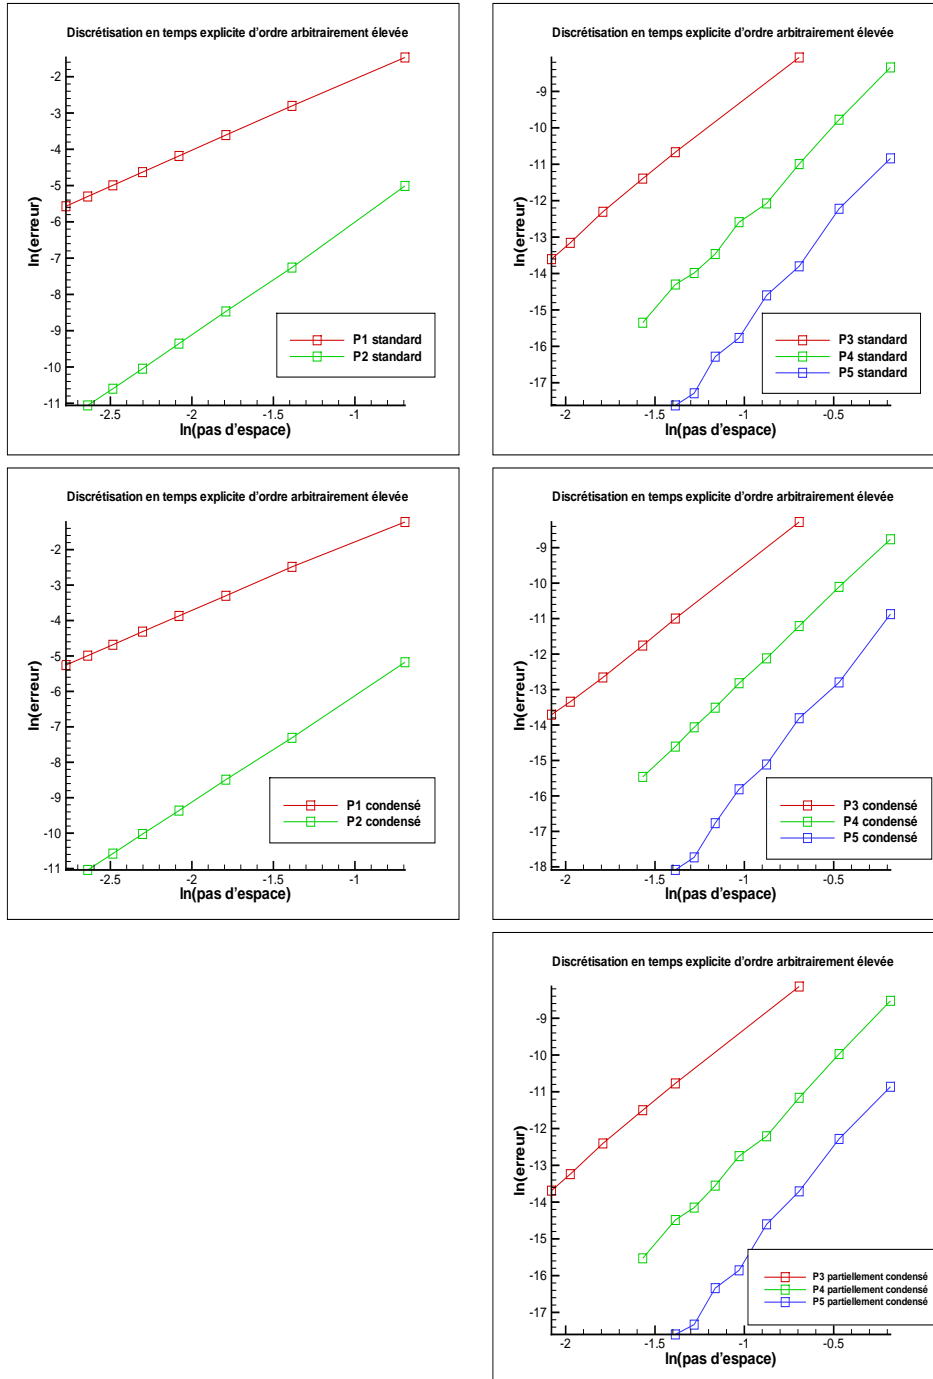 Discrétisation en temps explicite d'ordre arbitrairement élevée
-2
-3
-4
-5
-6
-7
-8
-9
-10
-11
ln(erreur)
P1 standard
P2 standard
-2.5
-2
-1.5
-1
ln(pas d'espace)
Discrétisation en temps explicite d'ordre arbitrairement élevée
-9
-10
-11
-12
-13
-14
-15
-16
-17
ln(erreur)
P3 standard
P4 standard
P5 standard
-2
-1.5
-1
-0.5
ln(pas d'espace)
Discrétisation en temps explicite d'ordre arbitrairement élevée
-2
-3
-4
-5
-6
-7
-8
-9
-10
-11
ln(erreur)
P1 condensé
P2 condensé
-2.5
-2
-1.5
-1
ln(pas d'espace)
Discrétisation en temps explicite d'ordre arbitrairement élevée
-9
-10
-11
-12
-13
-14
-15
-16
-17
-18
ln(erreur)
P3 condensé
P4 condensé
P5 condensé
-2
-1.5
-1
-0.5
ln(pas d'espace)
Discrétisation en temps explicite d'ordre arbitrairement élevée
-9
-10
-11
-12
-13
-14
-15
-16
-17
ln(erreur)
P3 partiellement condensé
P4 partiellement condensé
P5 partiellement condensé
-2
-1.5
-1
-0.5
ln(pas d'espace)